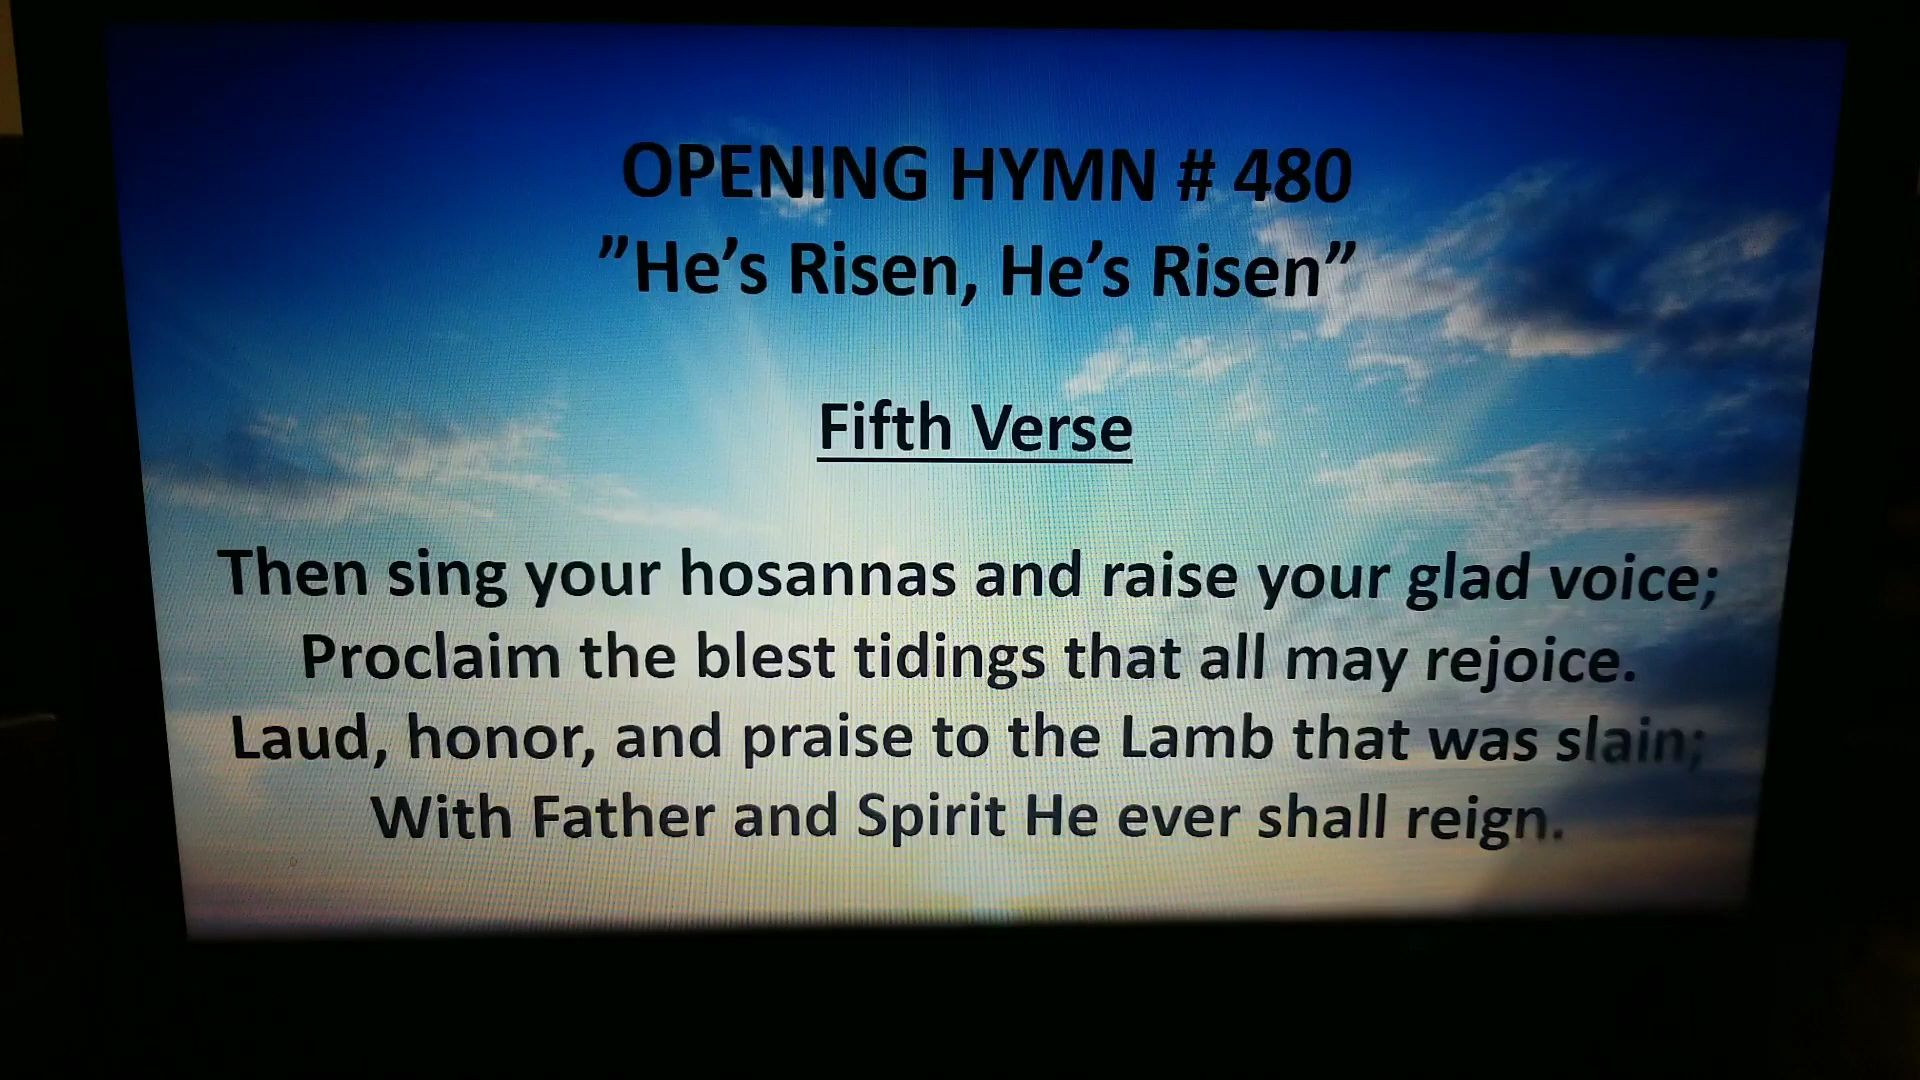 OPENING HYMN # 480
”He’s Risen, He’s Risen”
Fifth Verse
Then sing your hosannas and raise your glad voice;
Proclaim the blest tidings that all may rejoice.
Laud, honor, and praise to the Lamb that was slain;
With Father and Spirit He ever shall reign.